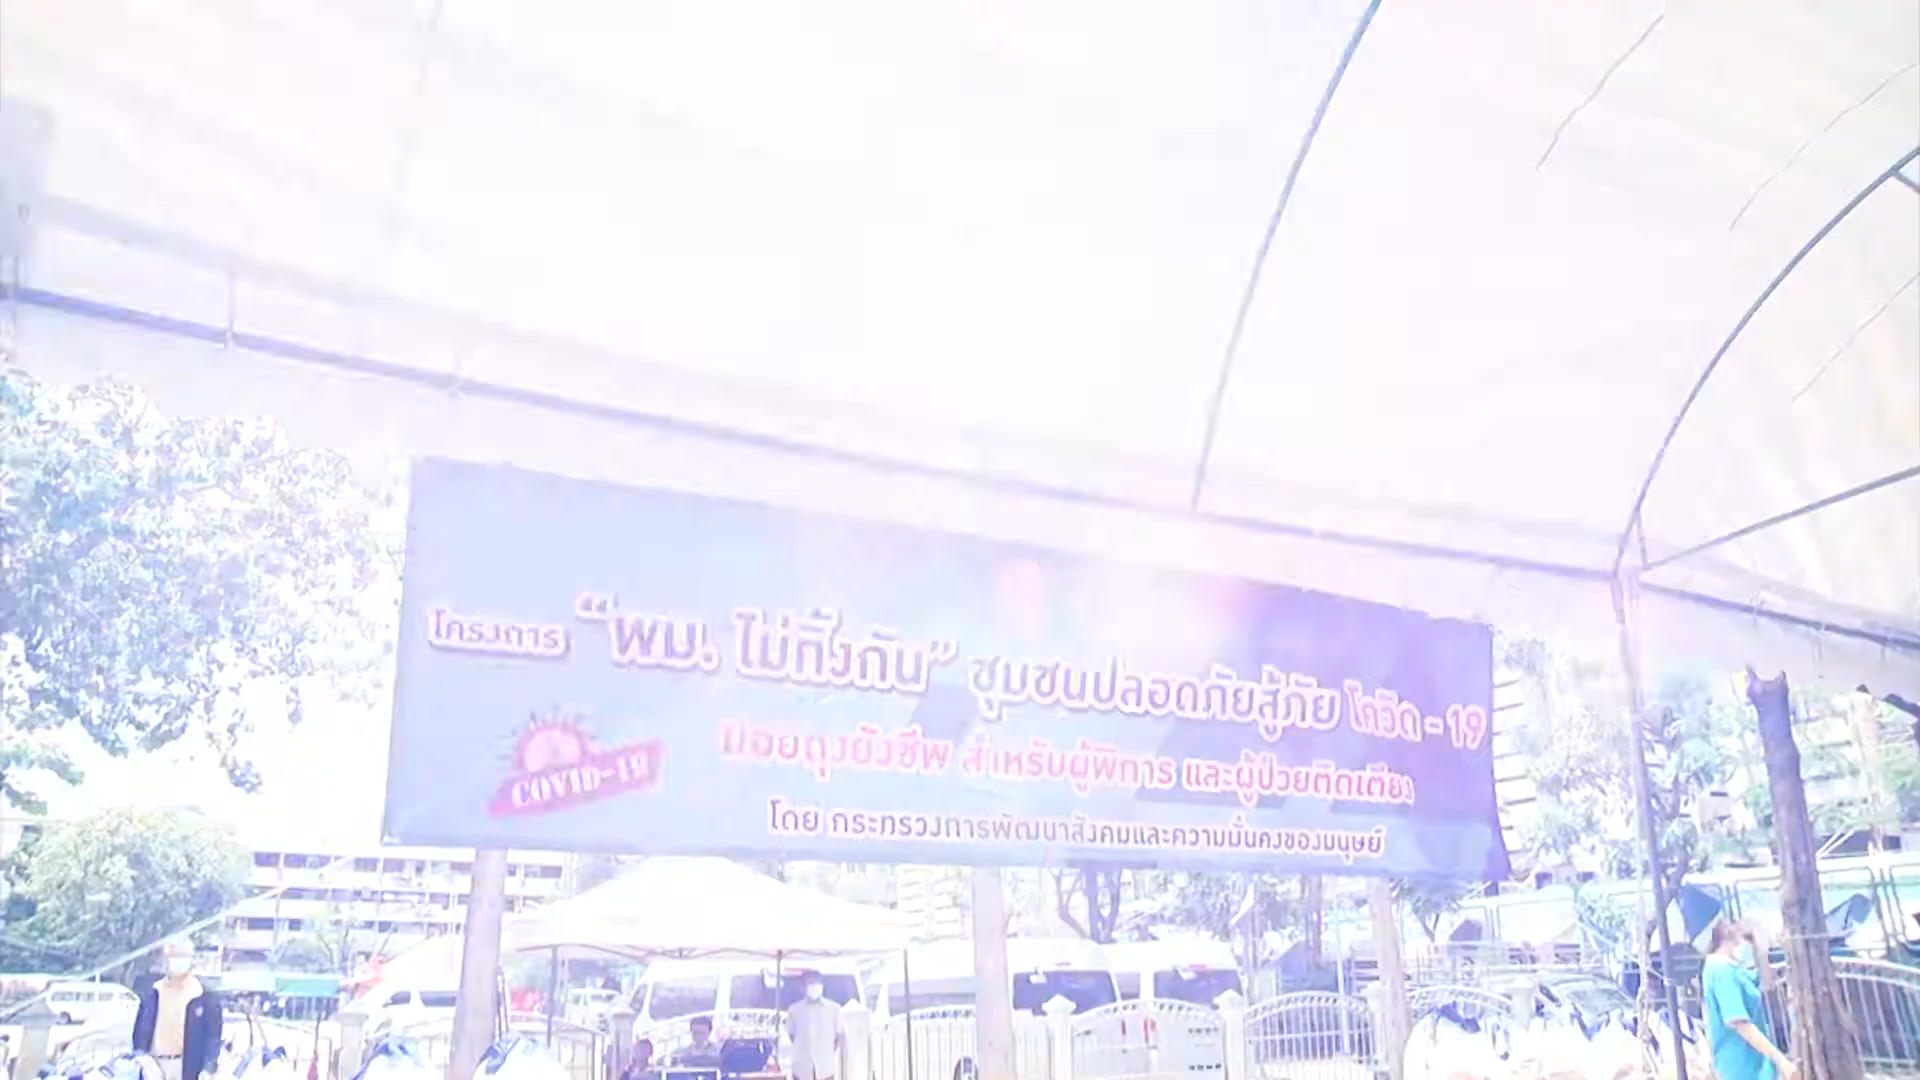 โครงการ “พม. ไม่ทิ้งกัน” ชุมชนปลอดภัยสู้ภัย โควิด - 19
COVID-19
มอบถุงยังชีพ สำหรับผู้พิการ และผู้ป่วยติดเตียง
โดย กระทรวงการพัฒนาสังคมและความมั่นคงของมนุษย์